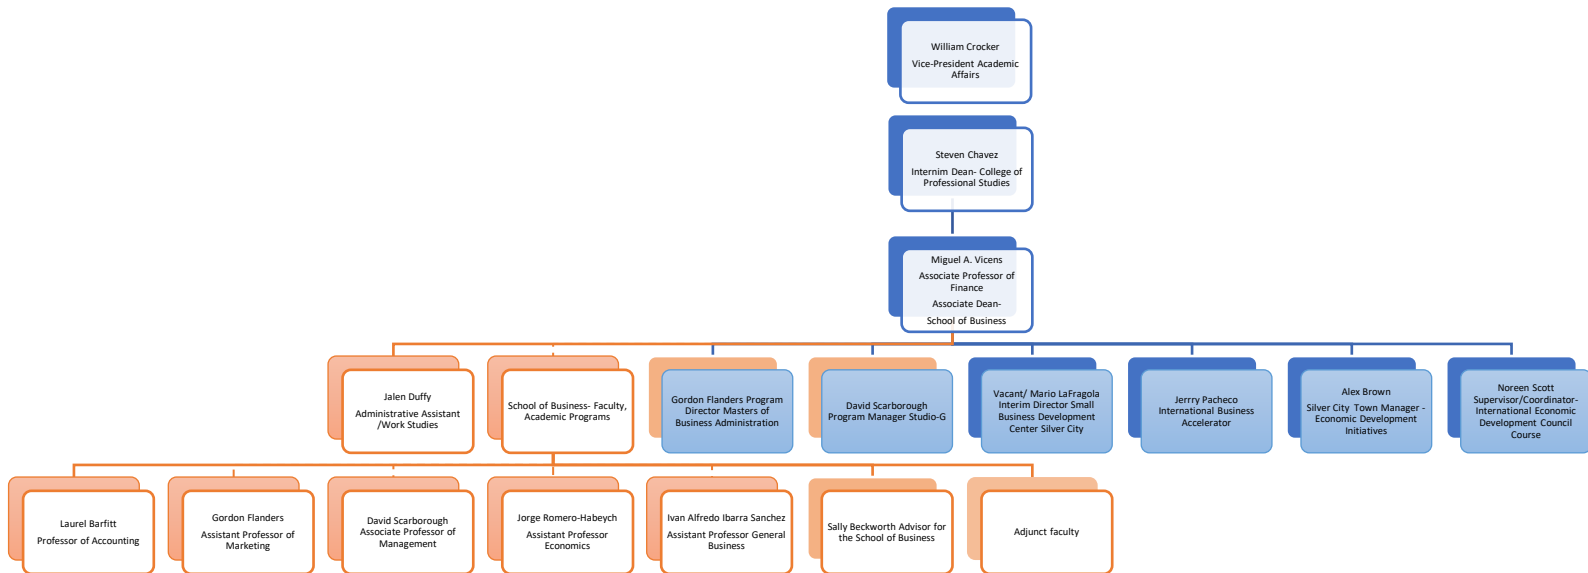 William Crocker
Vice-President Academic
Affairs
Steven Chavez
Internim Dean- College of
Professional Studies
Miguel A. Vicens
Associate Professor of
Finance
Associate Dean-
School of Business
Jalen Duffy
Administrative Assistant
/Work Studies
School of Business- Faculty,
Academic Programs
Gordon Flanders Program
Director Masters of
Business Administration
David Scarborough
Program Manager Studio-G
Vacant/ Mario LaFragola
Interim Director Small
Business Development
Center Silver City
Jerrry Pacheco
International Business
Accelerator
Alex Brown
Silver City Town Manager -
Economic Development
Initiatives
Noreen Scott
Supervisor/Coordinator-
International Economic
Development Council
Course
Laurel Barfitt
Professor of Accounting
Gordon Flanders
Assistant Professor of
Marketing
David Scarborough
Associate Professor of
Management
Jorge Romero-Habeych
Assistant Professor
Economics
Ivan Alfredo Ibarra Sanchez
Assistant Professor General
Business
Sally Beckworth Advisor for
the School of Business
Adjunct faculty